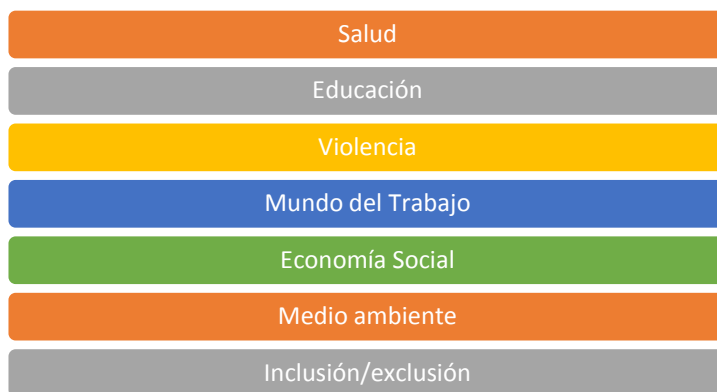 Salud
Educación
Violencia
Mundo del Trabajo
Economía Social
Medio ambiente
Inclusión/exclusión